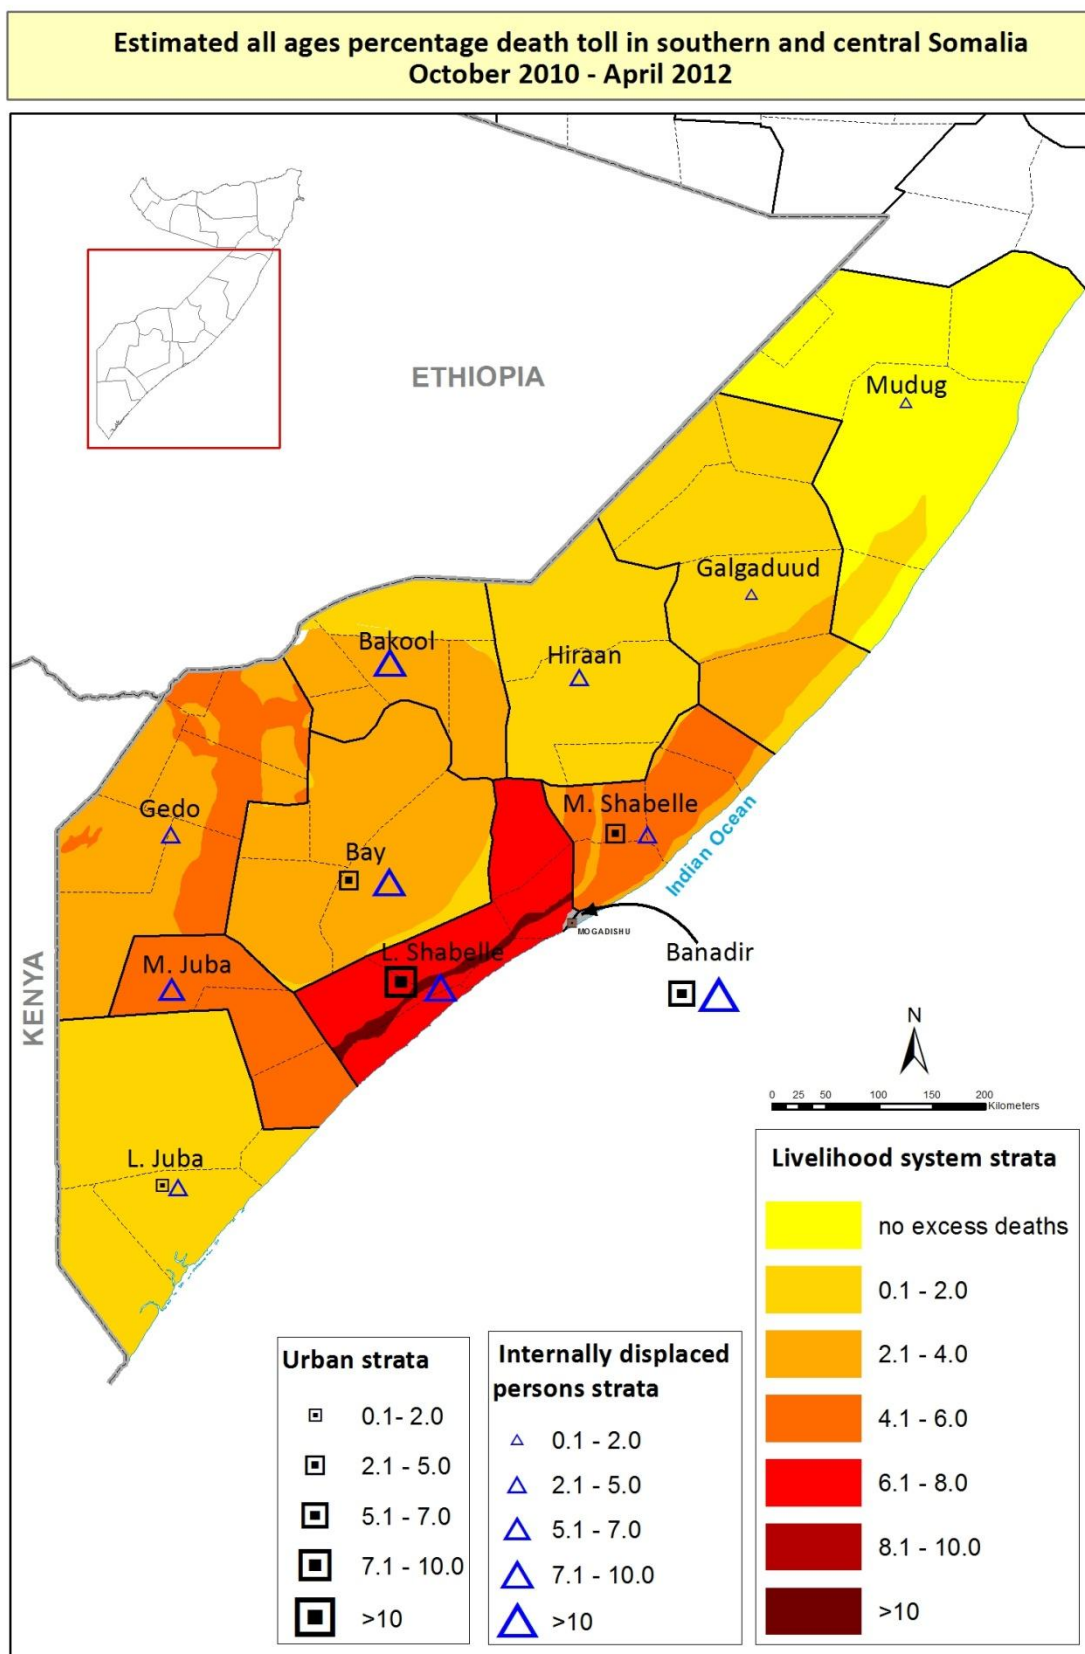 Estimated all ages percentage death toll in southern and central Somalia
October 2010 - April 2012
ETHIOPIA
Mudug
Galgaduud
Bakool
Hiraan
Gedo
M. Shabelle
Bay
Indian Ocean
MOGADISHU
L. Shabelle
Banadir
M. Juba
KENYA
N
0 25 50 100 150 200
Kilometers
L. Juba
Livelihood system strata
no excess deaths
0.1 - 2.0
2.1 - 4.0
4.1 - 6.0
6.1 - 8.0
8.1 - 10.0
>10
Urban strata
0.1- 2.0
2.1 - 5.0
5.1 - 7.0
7.1 - 10.0
>10
Internally displaced
persons strata
0.1 - 2.0
2.1 - 5.0
5.1 - 7.0
7.1 - 10.0
>10